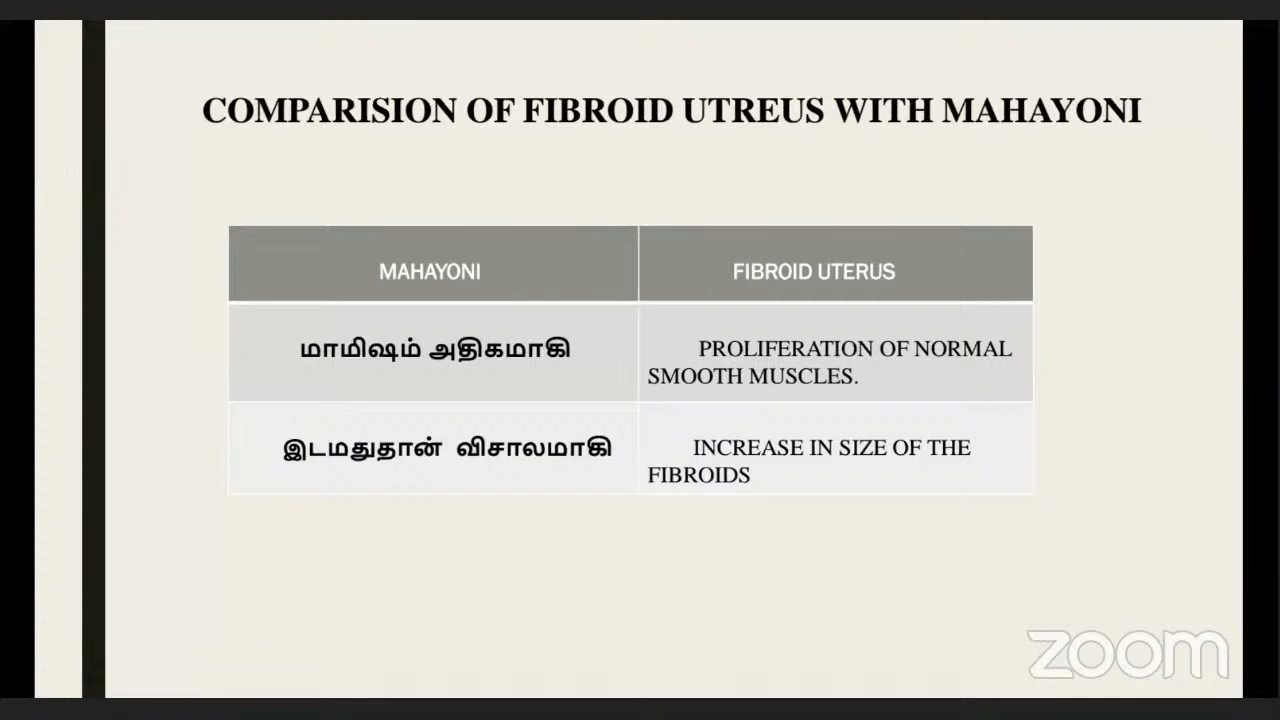 COMPARISION OF FIBROID UTREUS WITH MAHAYONI
MAHAYONI
FIBROID UTERUS
மாமிஷம் அதிகமாகி
PROLIFERATION OF NORMAL
SMOOTH MUSCLES.
இடமதுதான் விசாலமாகி
INCREASE IN SIZE OF THE
FIBROIDS
zoom